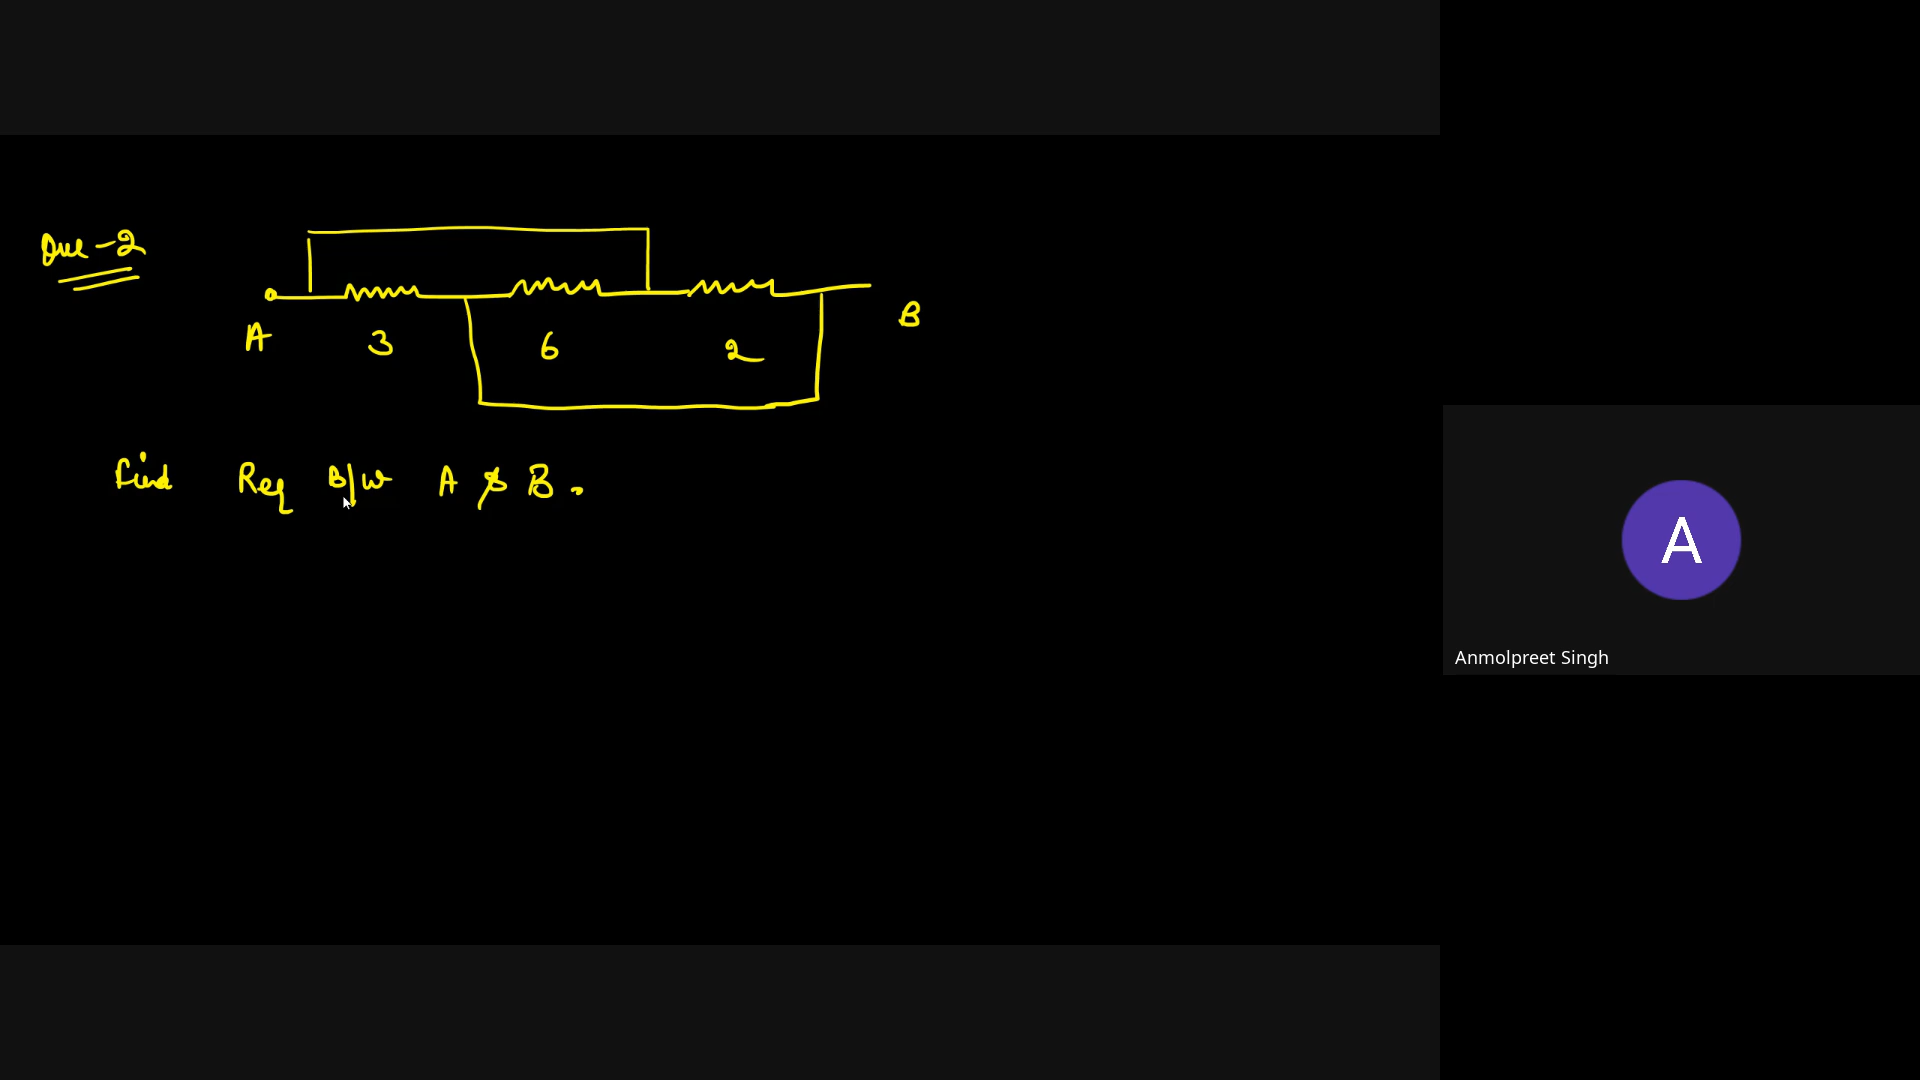 Que-2
A 3 6 2 B
Find Req B/w A & B.
A
Anmolpreet Singh